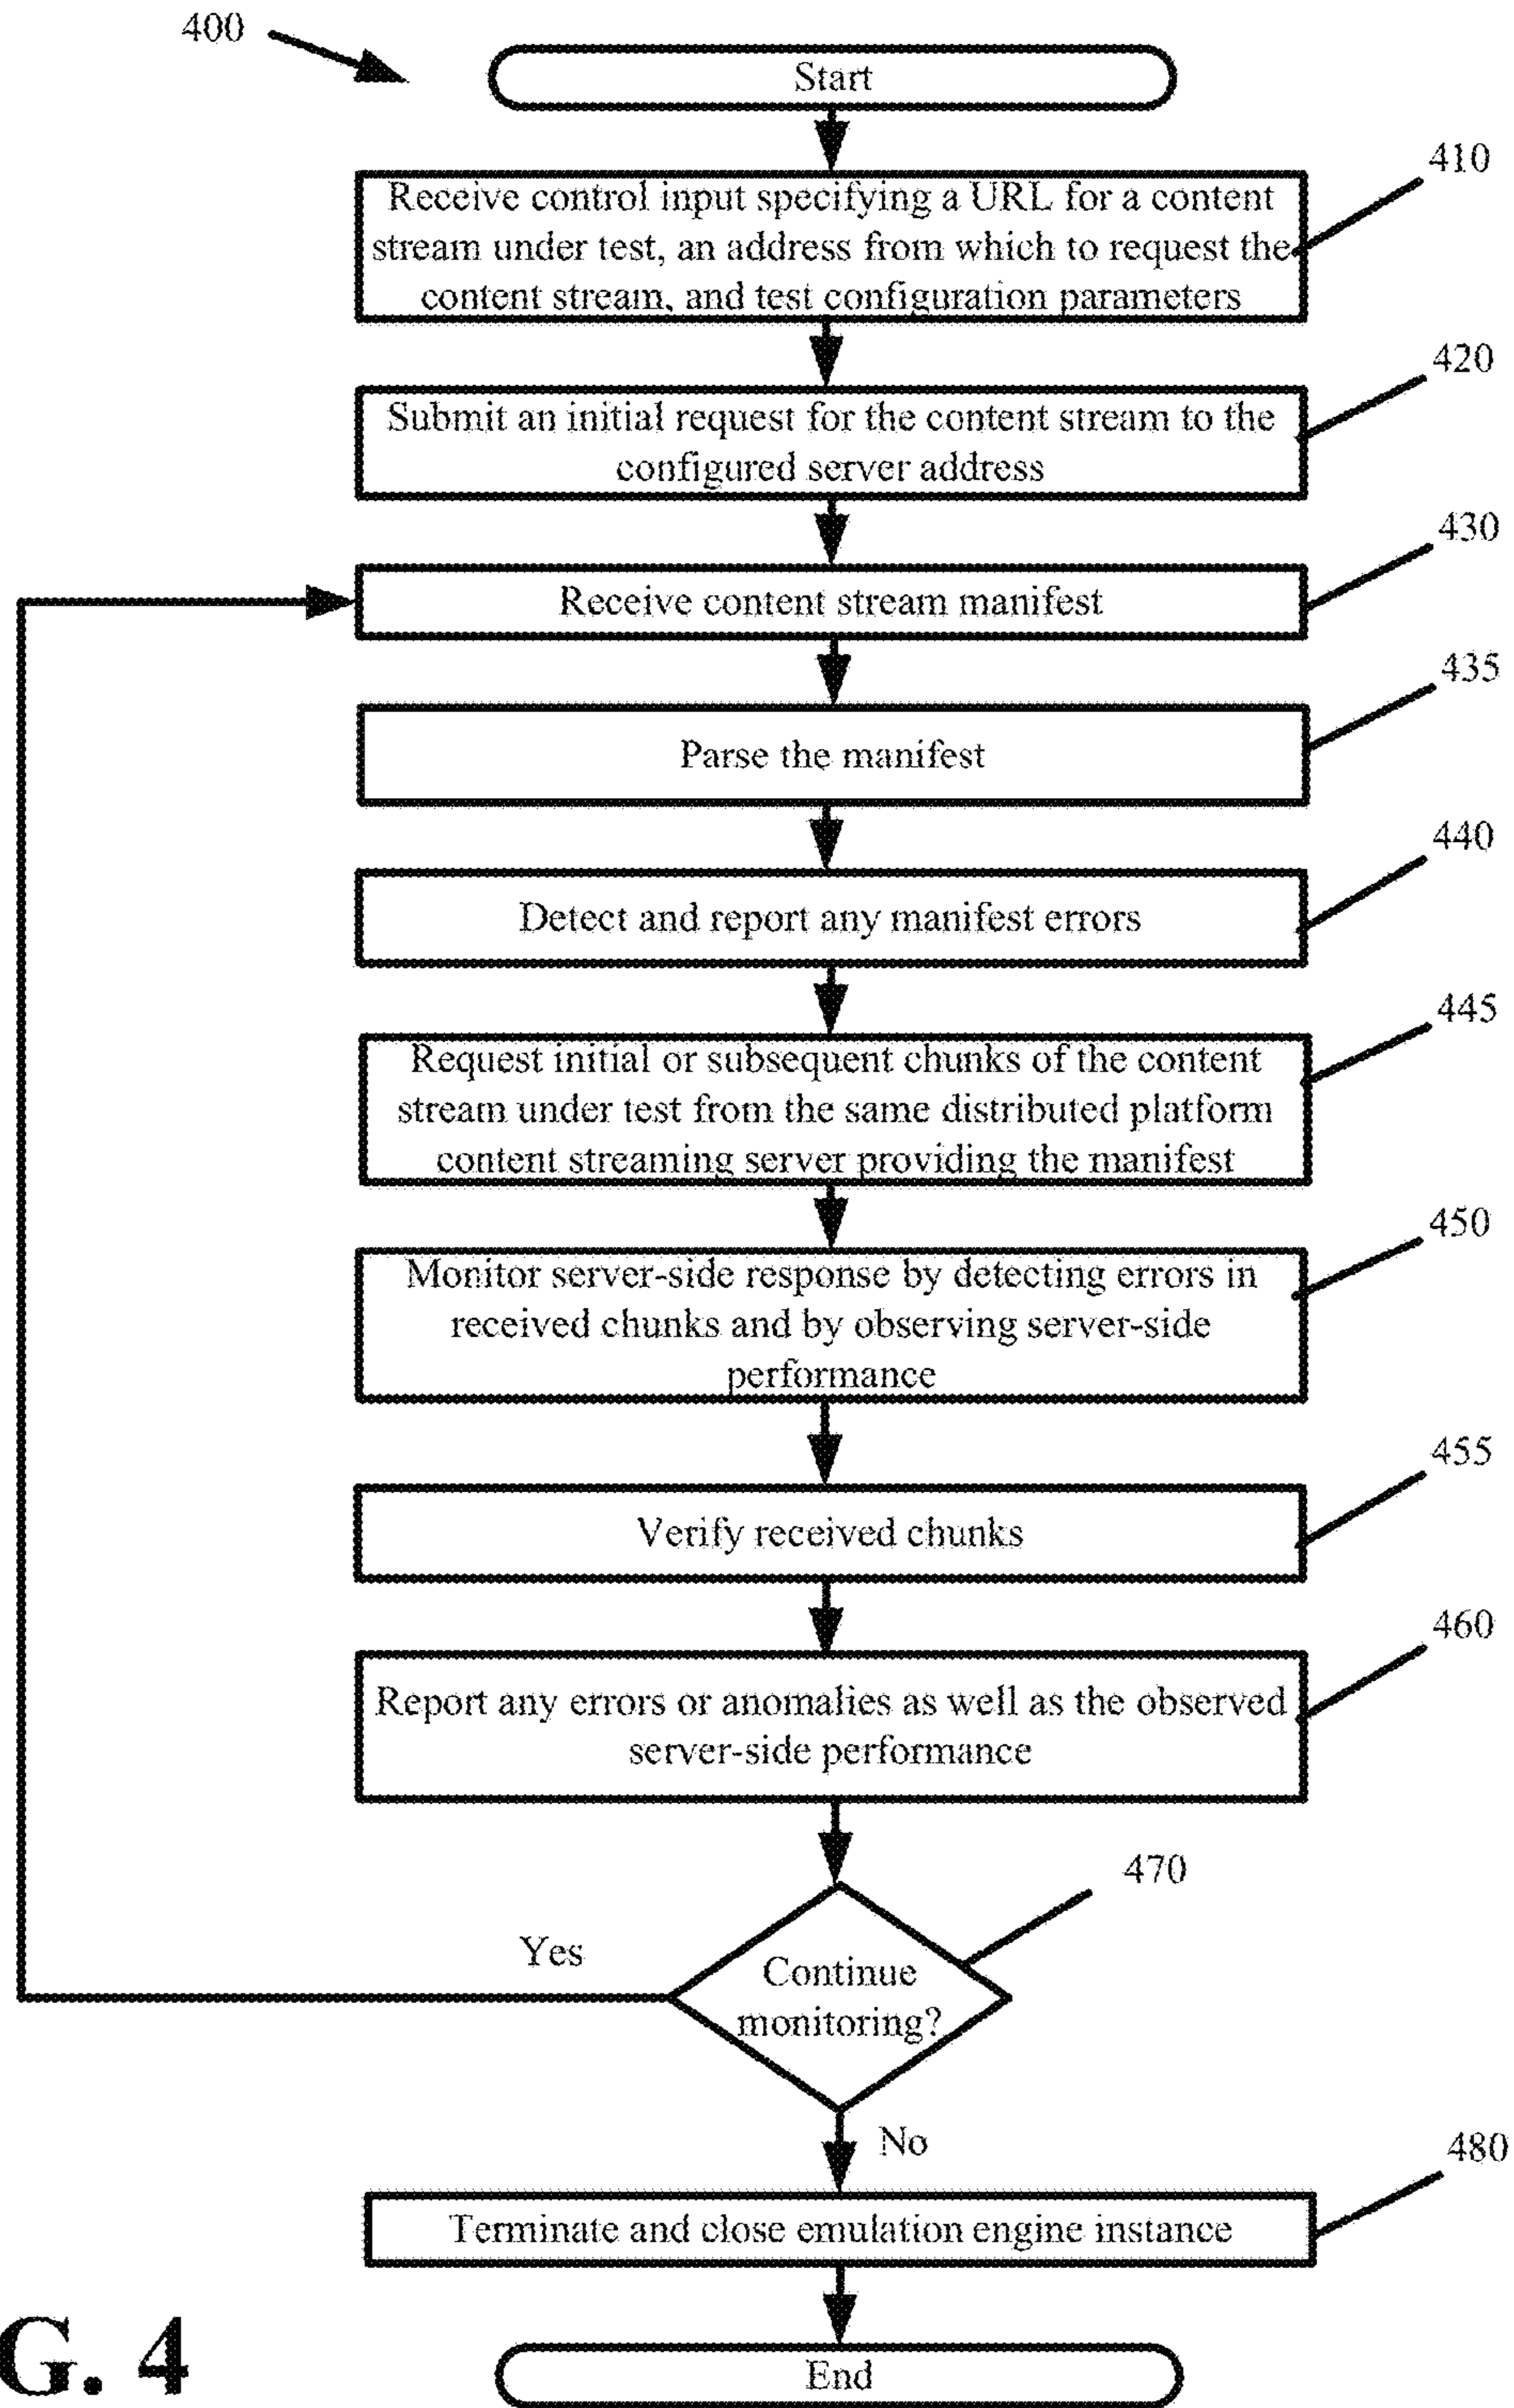 400
Start
410
Receive control input specifying a URL for a content
stream under test, an address from which to request the
content stream, and test configuration parameters
420
Submit an initial request for the content stream to the
configured server address
430
Receive content stream manifest
435
Parse the manifest
440
Detect and report any manifest errors
445
Request initial or subsequent chunks of the content
stream under test from the same distributed platform
content streaming server providing the manifest
450
Monitor server-side response by detecting errors in
received chunks and by observing server-side
performance
455
Verify received chunks
460
Report any errors or anomalies as well as the observed
server-side performance
470
Yes
Continue
monitoring?
No
480
Terminate and close emulation engine instance
End
G. 4